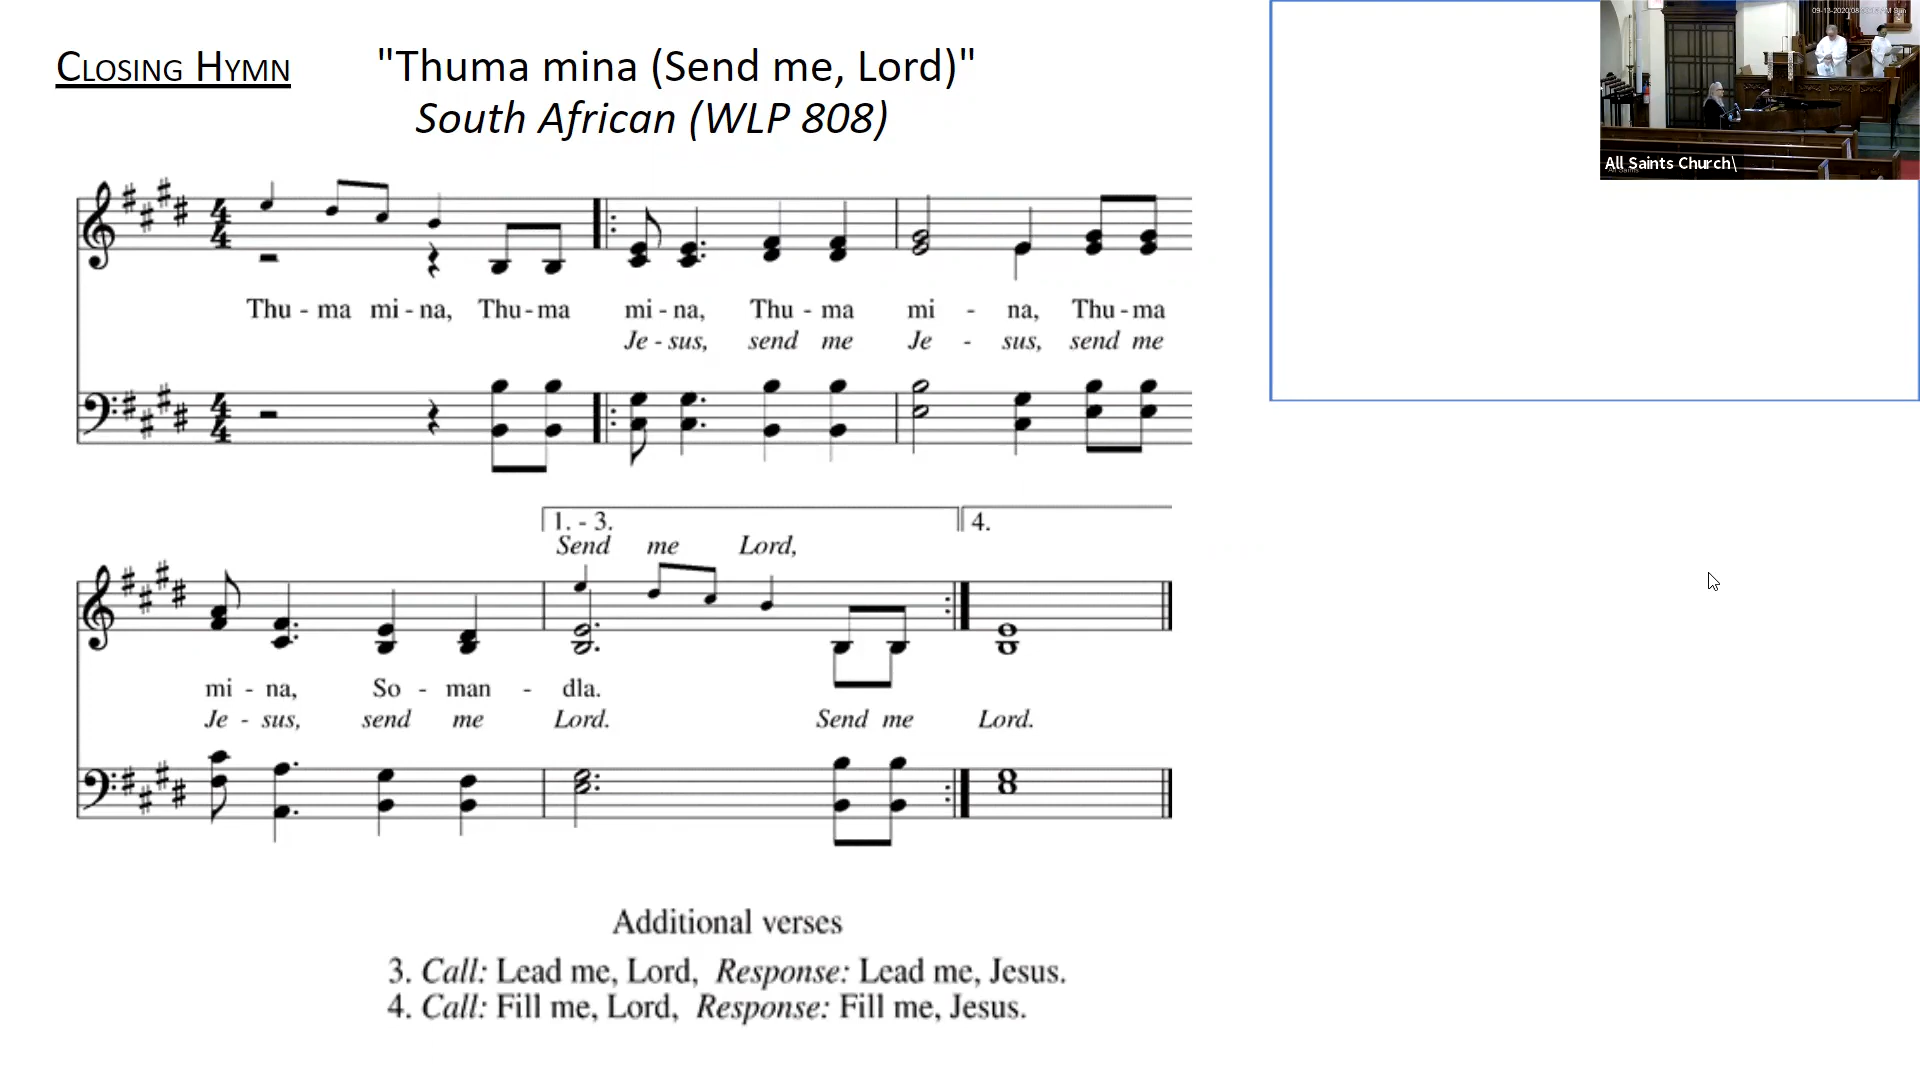 CLOSING HYMN "Thuma mina (Send me, Lord)"
South African (WLP 808)
Thu - ma mi - na, Thu - ma mi - na, Thu - ma mi - na, Thu - ma
Je - sus, send me Je - sus, send me
1. - 3. 4.
Send me Lord,
mi - na, So - man - dla.
Je - sus, send me Lord. Send me Lord.
Additional verses
3. Call: Lead me, Lord, Response: Lead me, Jesus.
4. Call: Fill me, Lord, Response: Fill me, Jesus.
All Saints Church\